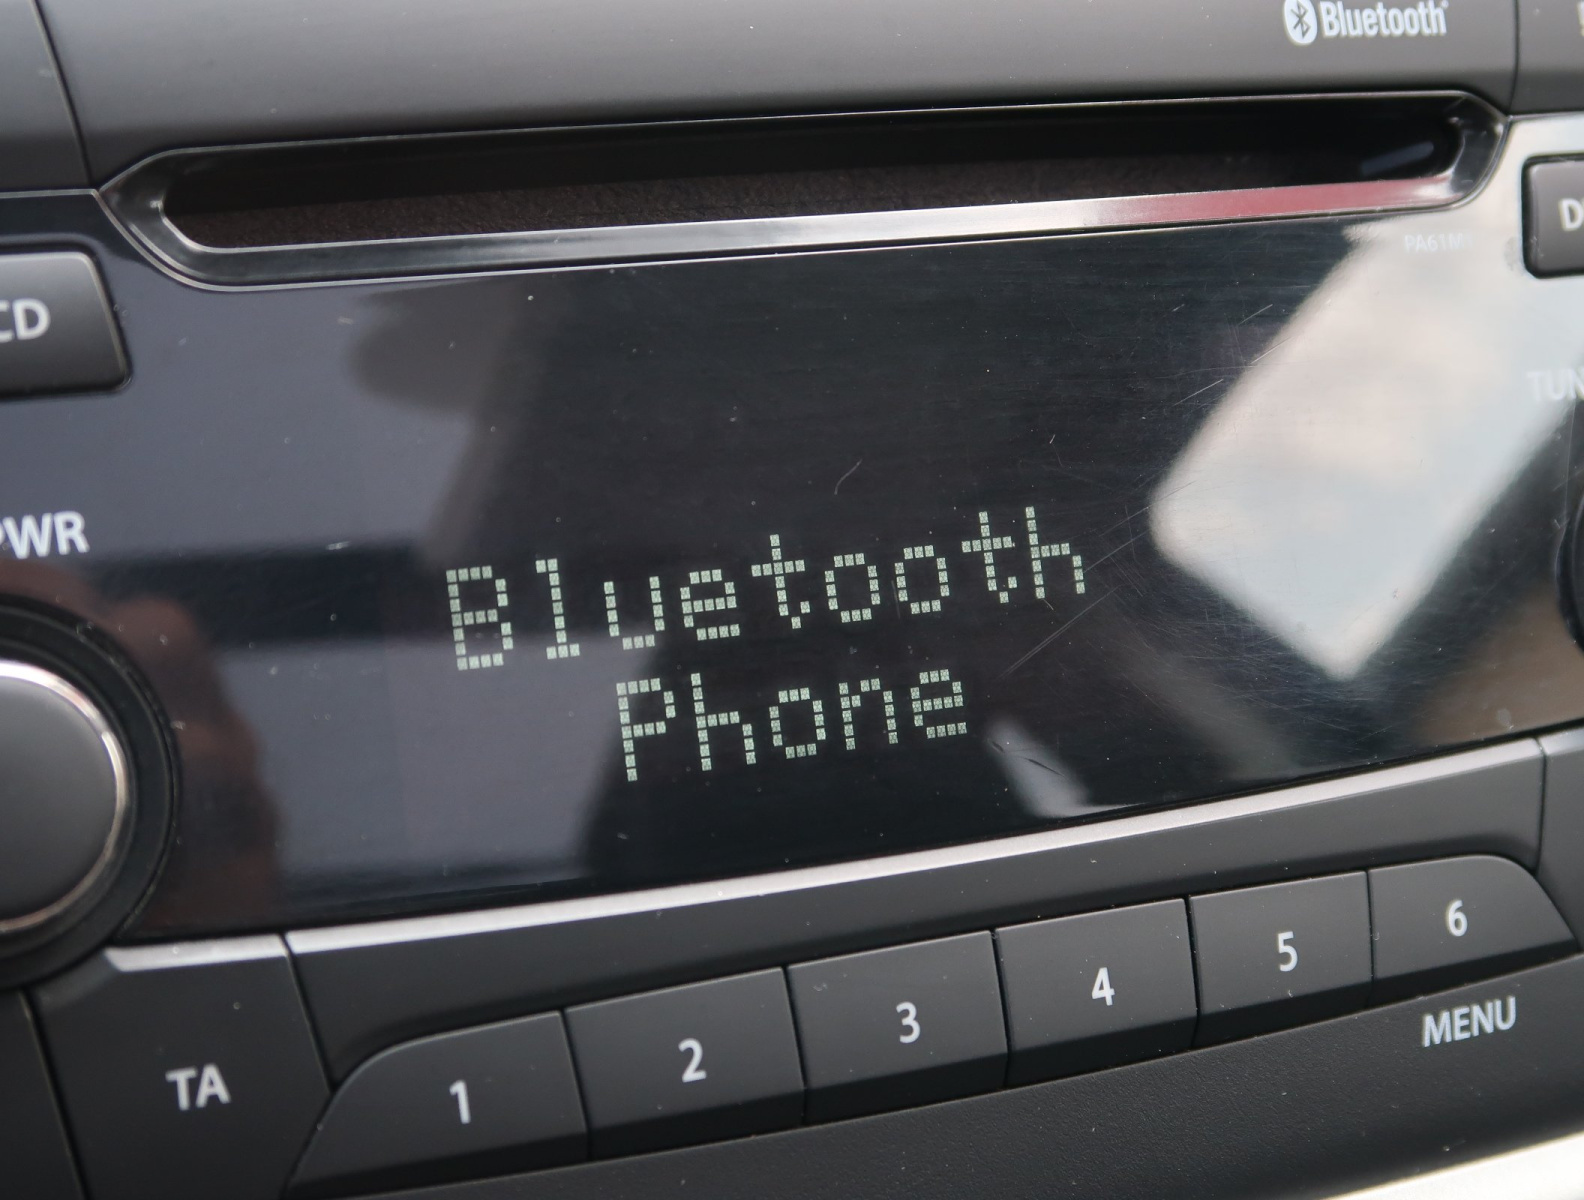 Bluetooth
CD
PWR
Bluetooth
Phone
TA
1
2
3
4
5
6
MENU